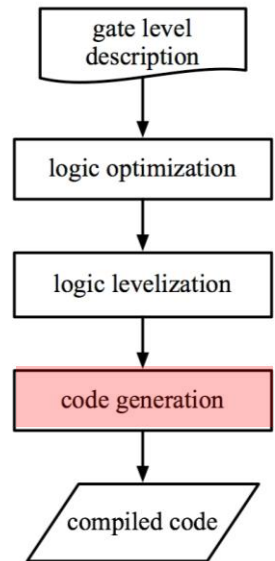 gate level
description
logic optimization
logic levelization
code generation
compiled code